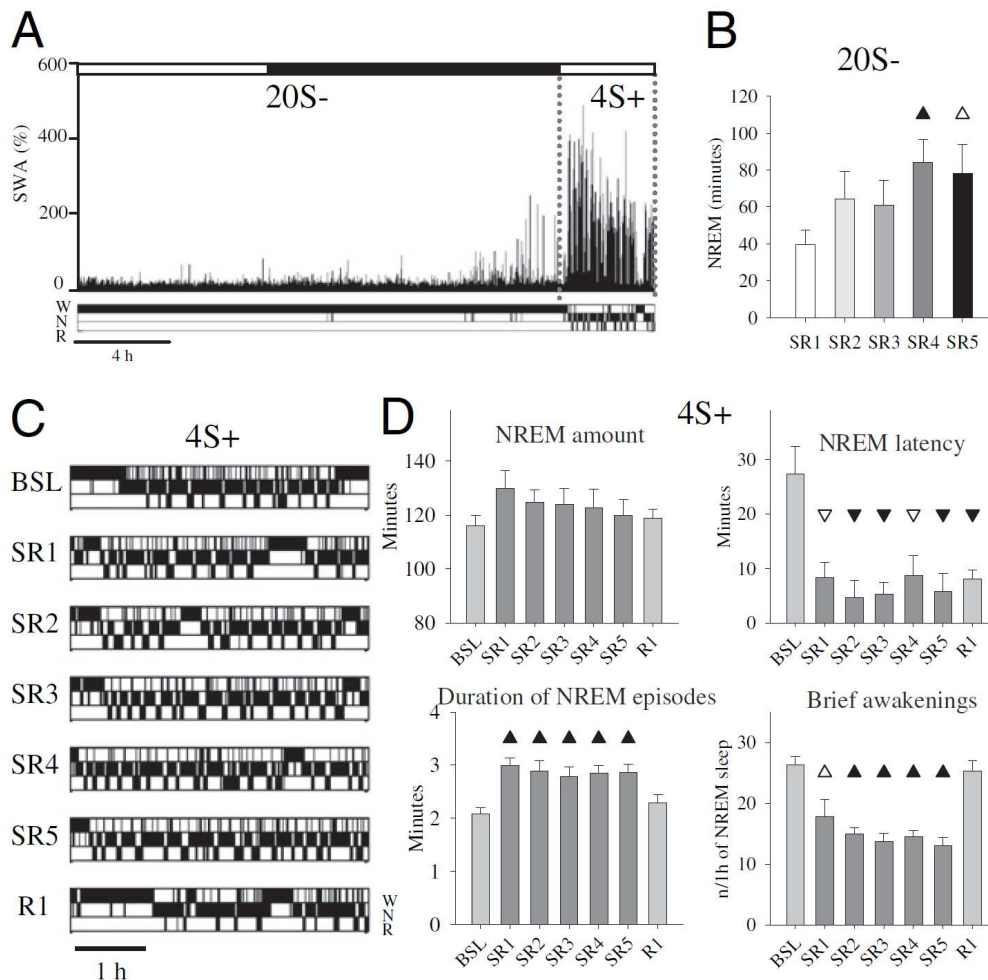 A
600
400
200
0
SWA (%)
20S-
4S+
W
N
R
4 h
B
20S-
120
100
80
60
40
20
0
NREM (minutes)
SR1 SR2 SR3 SR4 SR5
C
4S+
BSL
SR1
SR2
SR3
SR4
SR5
R1
W
N
R
1 h
D
4S+
NREM amount
140
120
100
80
Minutes
BSL SR1 SR2 SR3 SR4 SR5 R1
NREM latency
30
20
10
0
Minutes
BSL SR1 SR2 SR3 SR4 SR5 R1
Duration of NREM episodes
4
3
2
1
0
Minutes
BSL SR1 SR2 SR3 SR4 SR5 R1
Brief awakenings
30
20
10
0
n/1h of NREM sleep
BSL SR1 SR2 SR3 SR4 SR5 R1